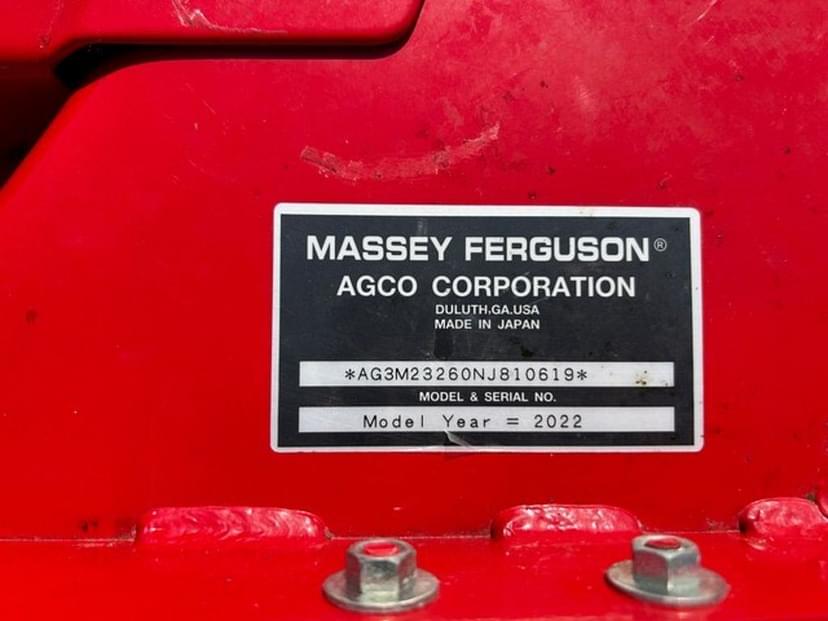 MASSEY FERGUSON®
AGCO CORPORATION
DULUTH,GA.USA
MADE IN JAPAN
*AG3M23260NJ810619*
MODEL & SERIAL NO.
Model Year = 2022